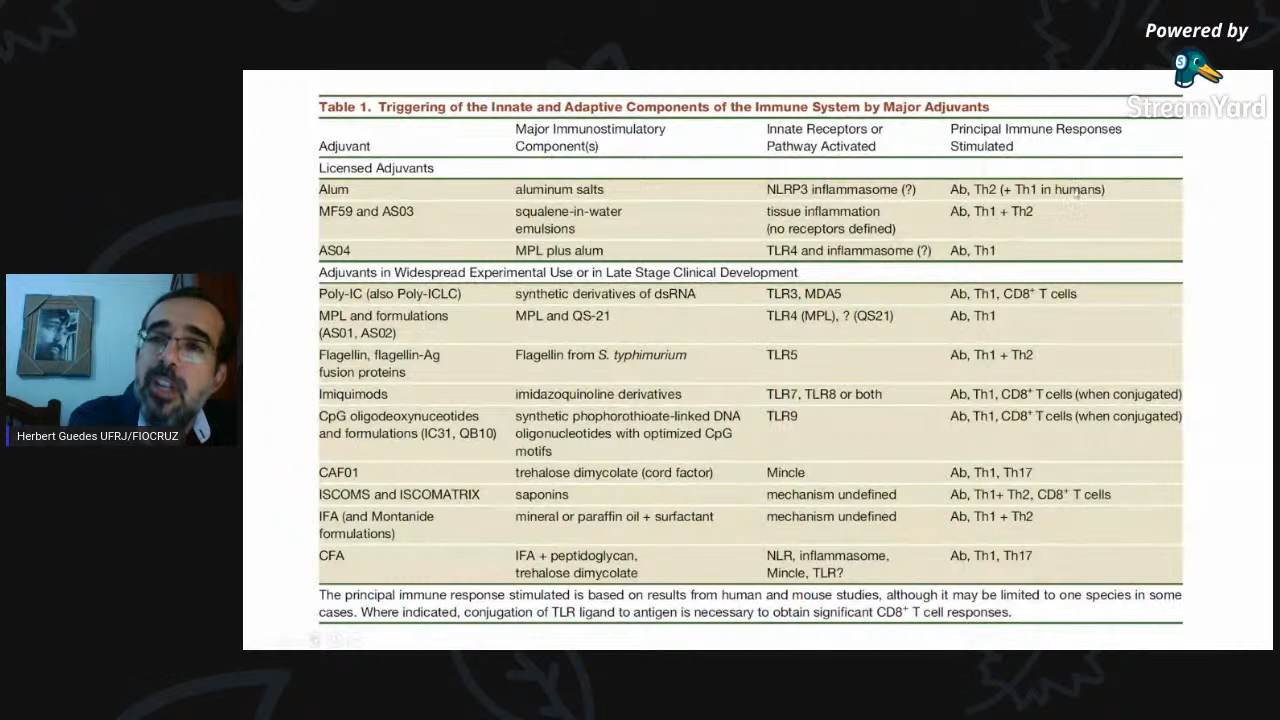 Powered by
StreamYard
Table 1. Triggering of the Innate and Adaptive Components of the Immune System by Major Adjuvants
Adjuvant Major Immunostimulatory Component(s) Innate Receptors or Pathway Activated Principal Immune Responses Stimulated
Licensed Adjuvants
Alum aluminum salts NLRP3 inflammasome (?) Ab, Th2 (+ Th1 in humans)
MF59 and AS03 squalene-in-water emulsions tissue inflammation (no receptors defined) Ab, Th1 + Th2
AS04 MPL plus alum TLR4 and inflammasome (?) Ab, Th1
Adjuvants in Widespread Experimental Use or in Late Stage Clinical Development
Poly-IC (also Poly-ICLC) synthetic derivatives of dsRNA TLR3, MDA5 Ab, Th1, CD8⁺ T cells
MPL and formulations (AS01, AS02) MPL and QS-21 TLR4 (MPL), ? (QS21) Ab, Th1
Flagellin, flagellin-Ag fusion proteins Flagellin from S. typhimurium TLR5 Ab, Th1 + Th2
Imiquimods imidazoquinoline derivatives TLR7, TLR8 or both Ab, Th1, CD8⁺ T cells (when conjugated)
CpG oligodeoxynuceotides and formulations (IC31, QB10) synthetic phophorothioate-linked DNA oligonucleotides with optimized CpG motifs TLR9 Ab, Th1, CD8⁺ T cells (when conjugated)
CAF01 trehalose dimycolate (cord factor) Mincle Ab, Th1, Th17
ISCOMS and ISCOMATRIX saponins mechanism undefined Ab, Th1+ Th2, CD8⁺ T cells
IFA (and Montanide formulations) mineral or paraffin oil + surfactant mechanism undefined Ab, Th1 + Th2
CFA IFA + peptidoglycan, trehalose dimycolate NLR, inflammasome, Mincle, TLR? Ab, Th1, Th17
The principal immune response stimulated is based on results from human and mouse studies, although it may be limited to one species in some
cases. Where indicated, conjugation of TLR ligand to antigen is necessary to obtain significant CD8⁺ T cell responses.
Herbert Guedes UFRJ/FIOCRUZ